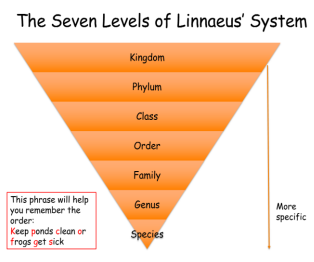 The Seven Levels of Linnaeus' System
Kingdom
Phylum
Class
Order
Family
Genus
Species
This phrase will help
you remember the
order:
Keep ponds clean or
frogs get sick
More
specific